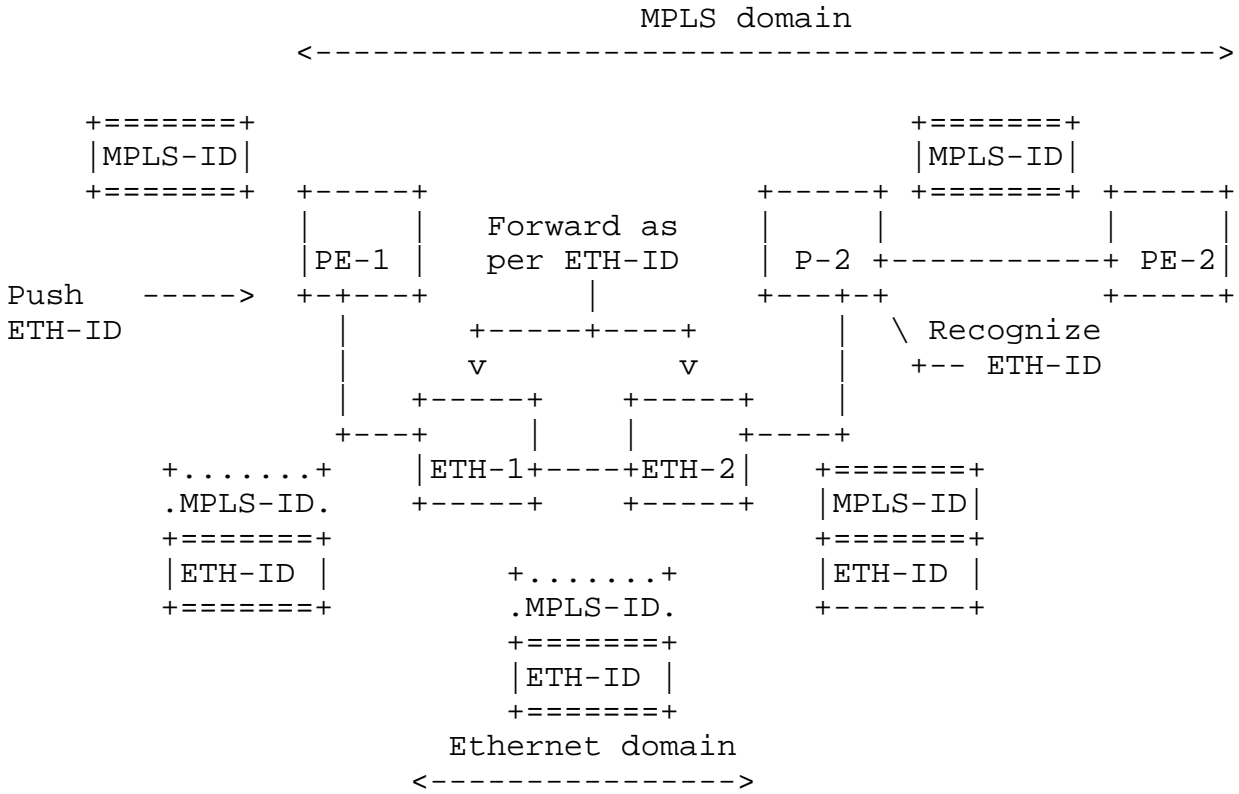 MPLS domain
<----------------------------------------------->
+=======+ +=======+
|MPLS-ID| |MPLS-ID|
+=======+ +-----+ +-----+ +=======+ +-----+
| | Forward as | | | |
|PE-1 | per ETH-ID | P-2 +-----------+ PE-2|
Push -----> +-+---+ | +---+-+ +-----+
ETH-ID | +-----+----+ | \ Recognize
| v v | +-- ETH-ID
| +-----+ +-----+ |
+---+ | | +----+
+.......+ |ETH-1+----+ETH-2| +=======+
.MPLS-ID. +-----+ +-----+ |MPLS-ID|
+=======+ +=======+
|ETH-ID | +.......+ |ETH-ID |
+=======+ .MPLS-ID. +-------+
+=======+
|ETH-ID |
+=======+
Ethernet domain
<---------------->